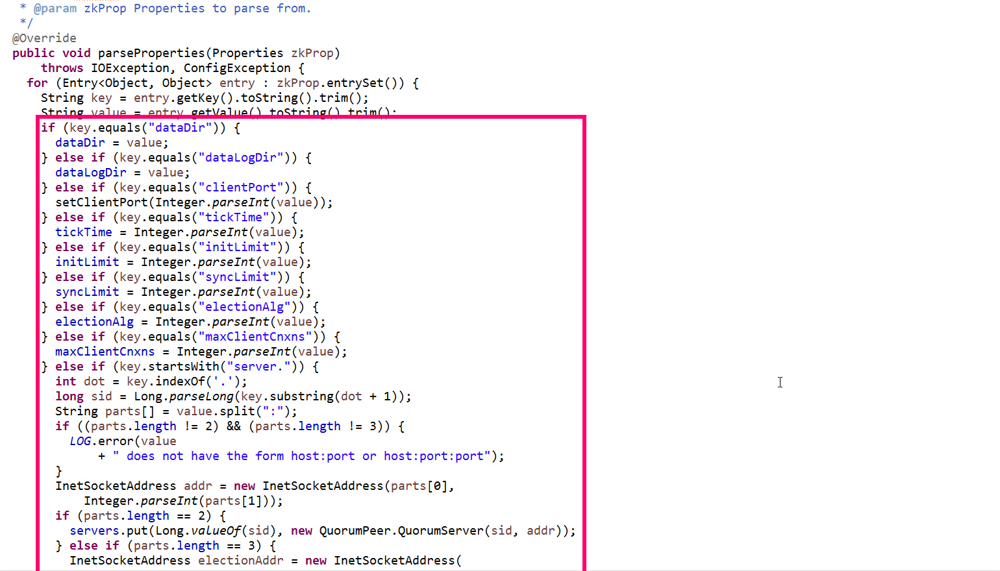 * @param zkProp Properties to parse from.
*/
@Override
public void parseProperties(Properties zkProp)
throws IOException, ConfigException {
for (Entry<Object, Object> entry : zkProp.entrySet()) {
String key = entry.getKey().toString().trim();
String value = entry.getValue().toString().trim();
if (key.equals("dataDir")) {
dataDir = value;
} else if (key.equals("dataLogDir")) {
dataLogDir = value;
} else if (key.equals("clientPort")) {
setClientPort(Integer.parseInt(value));
} else if (key.equals("tickTime")) {
tickTime = Integer.parseInt(value);
} else if (key.equals("initLimit")) {
initLimit = Integer.parseInt(value);
} else if (key.equals("syncLimit")) {
syncLimit = Integer.parseInt(value);
} else if (key.equals("electionAlg")) {
electionAlg = Integer.parseInt(value);
} else if (key.equals("maxClientCnxns")) {
maxClientCnxns = Integer.parseInt(value);
} else if (key.startsWith("server.")) {
int dot = key.indexOf('.');
long sid = Long.parseLong(key.substring(dot + 1));
String parts[] = value.split(":");
if ((parts.length != 2) && (parts.length != 3)) {
LOG.error(value
+ " does not have the form host:port or host:port:port");
}
InetSocketAddress addr = new InetSocketAddress(parts[0],
Integer.parseInt(parts[1]));
if (parts.length == 2) {
servers.put(Long.valueOf(sid), new QuorumPeer.QuorumServer(sid, addr));
} else if (parts.length == 3) {
InetSocketAddress electionAddr = new InetSocketAddress(